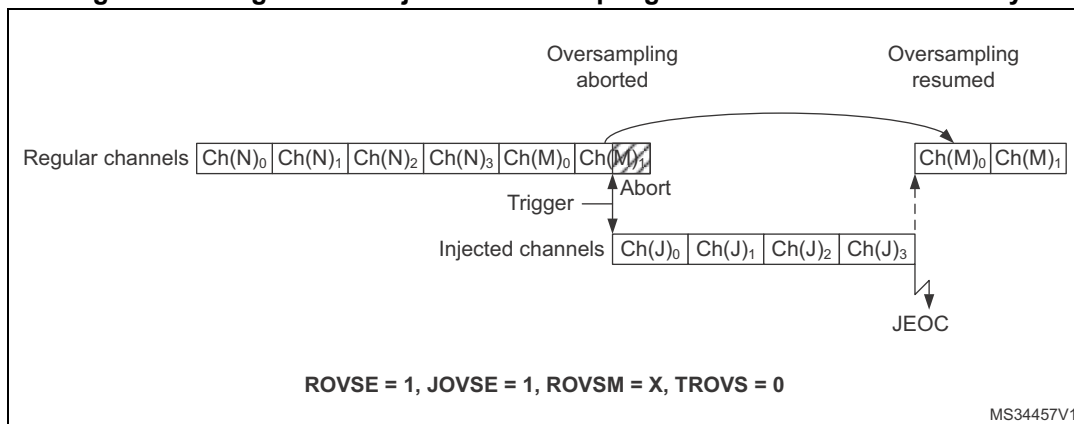 Oversampling
aborted
Oversampling
resumed
Regular channels Ch(N)₀ Ch(N)₁ Ch(N)₂ Ch(N)₃ Ch(M)₀ Ch(M)₁ Ch(M)₀ Ch(M)₁
Abort
Trigger
Injected channels Ch(J)₀ Ch(J)₁ Ch(J)₂ Ch(J)₃
JEOC
ROVSE = 1, JOVSE = 1, ROVSM = X, TROVS = 0
MS34457V1